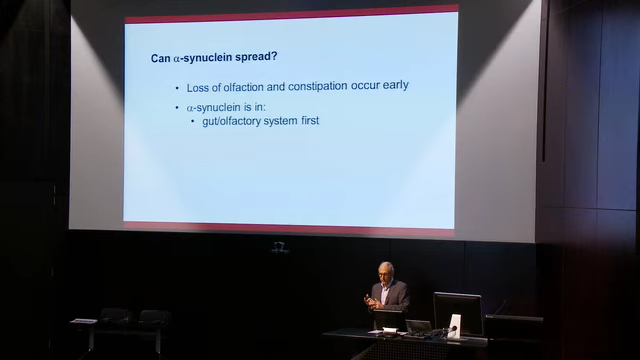 Can α-synuclein spread?
• Loss of olfaction and constipation occur early
• α-synuclein is in:
• gut/olfactory system first